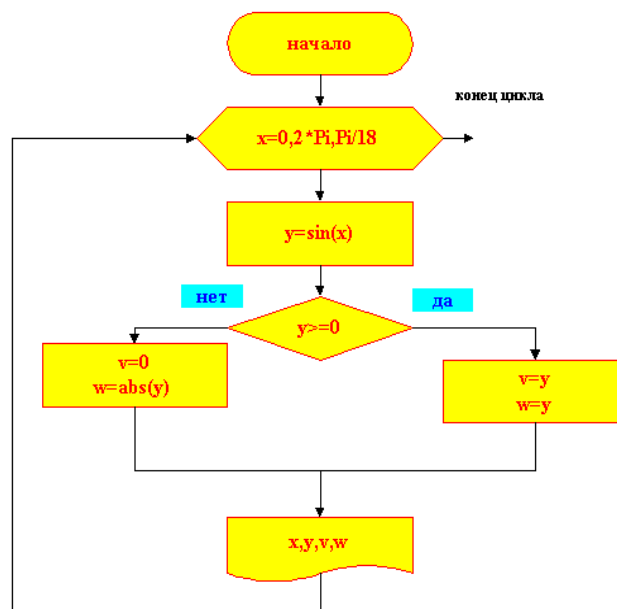 начало
конец цикла
x=0,2*Pi,Pi/18
y=sin(x)
нет
да
y>=0
v=0
w=abs(y)
v=y
w=y
x,y,v,w